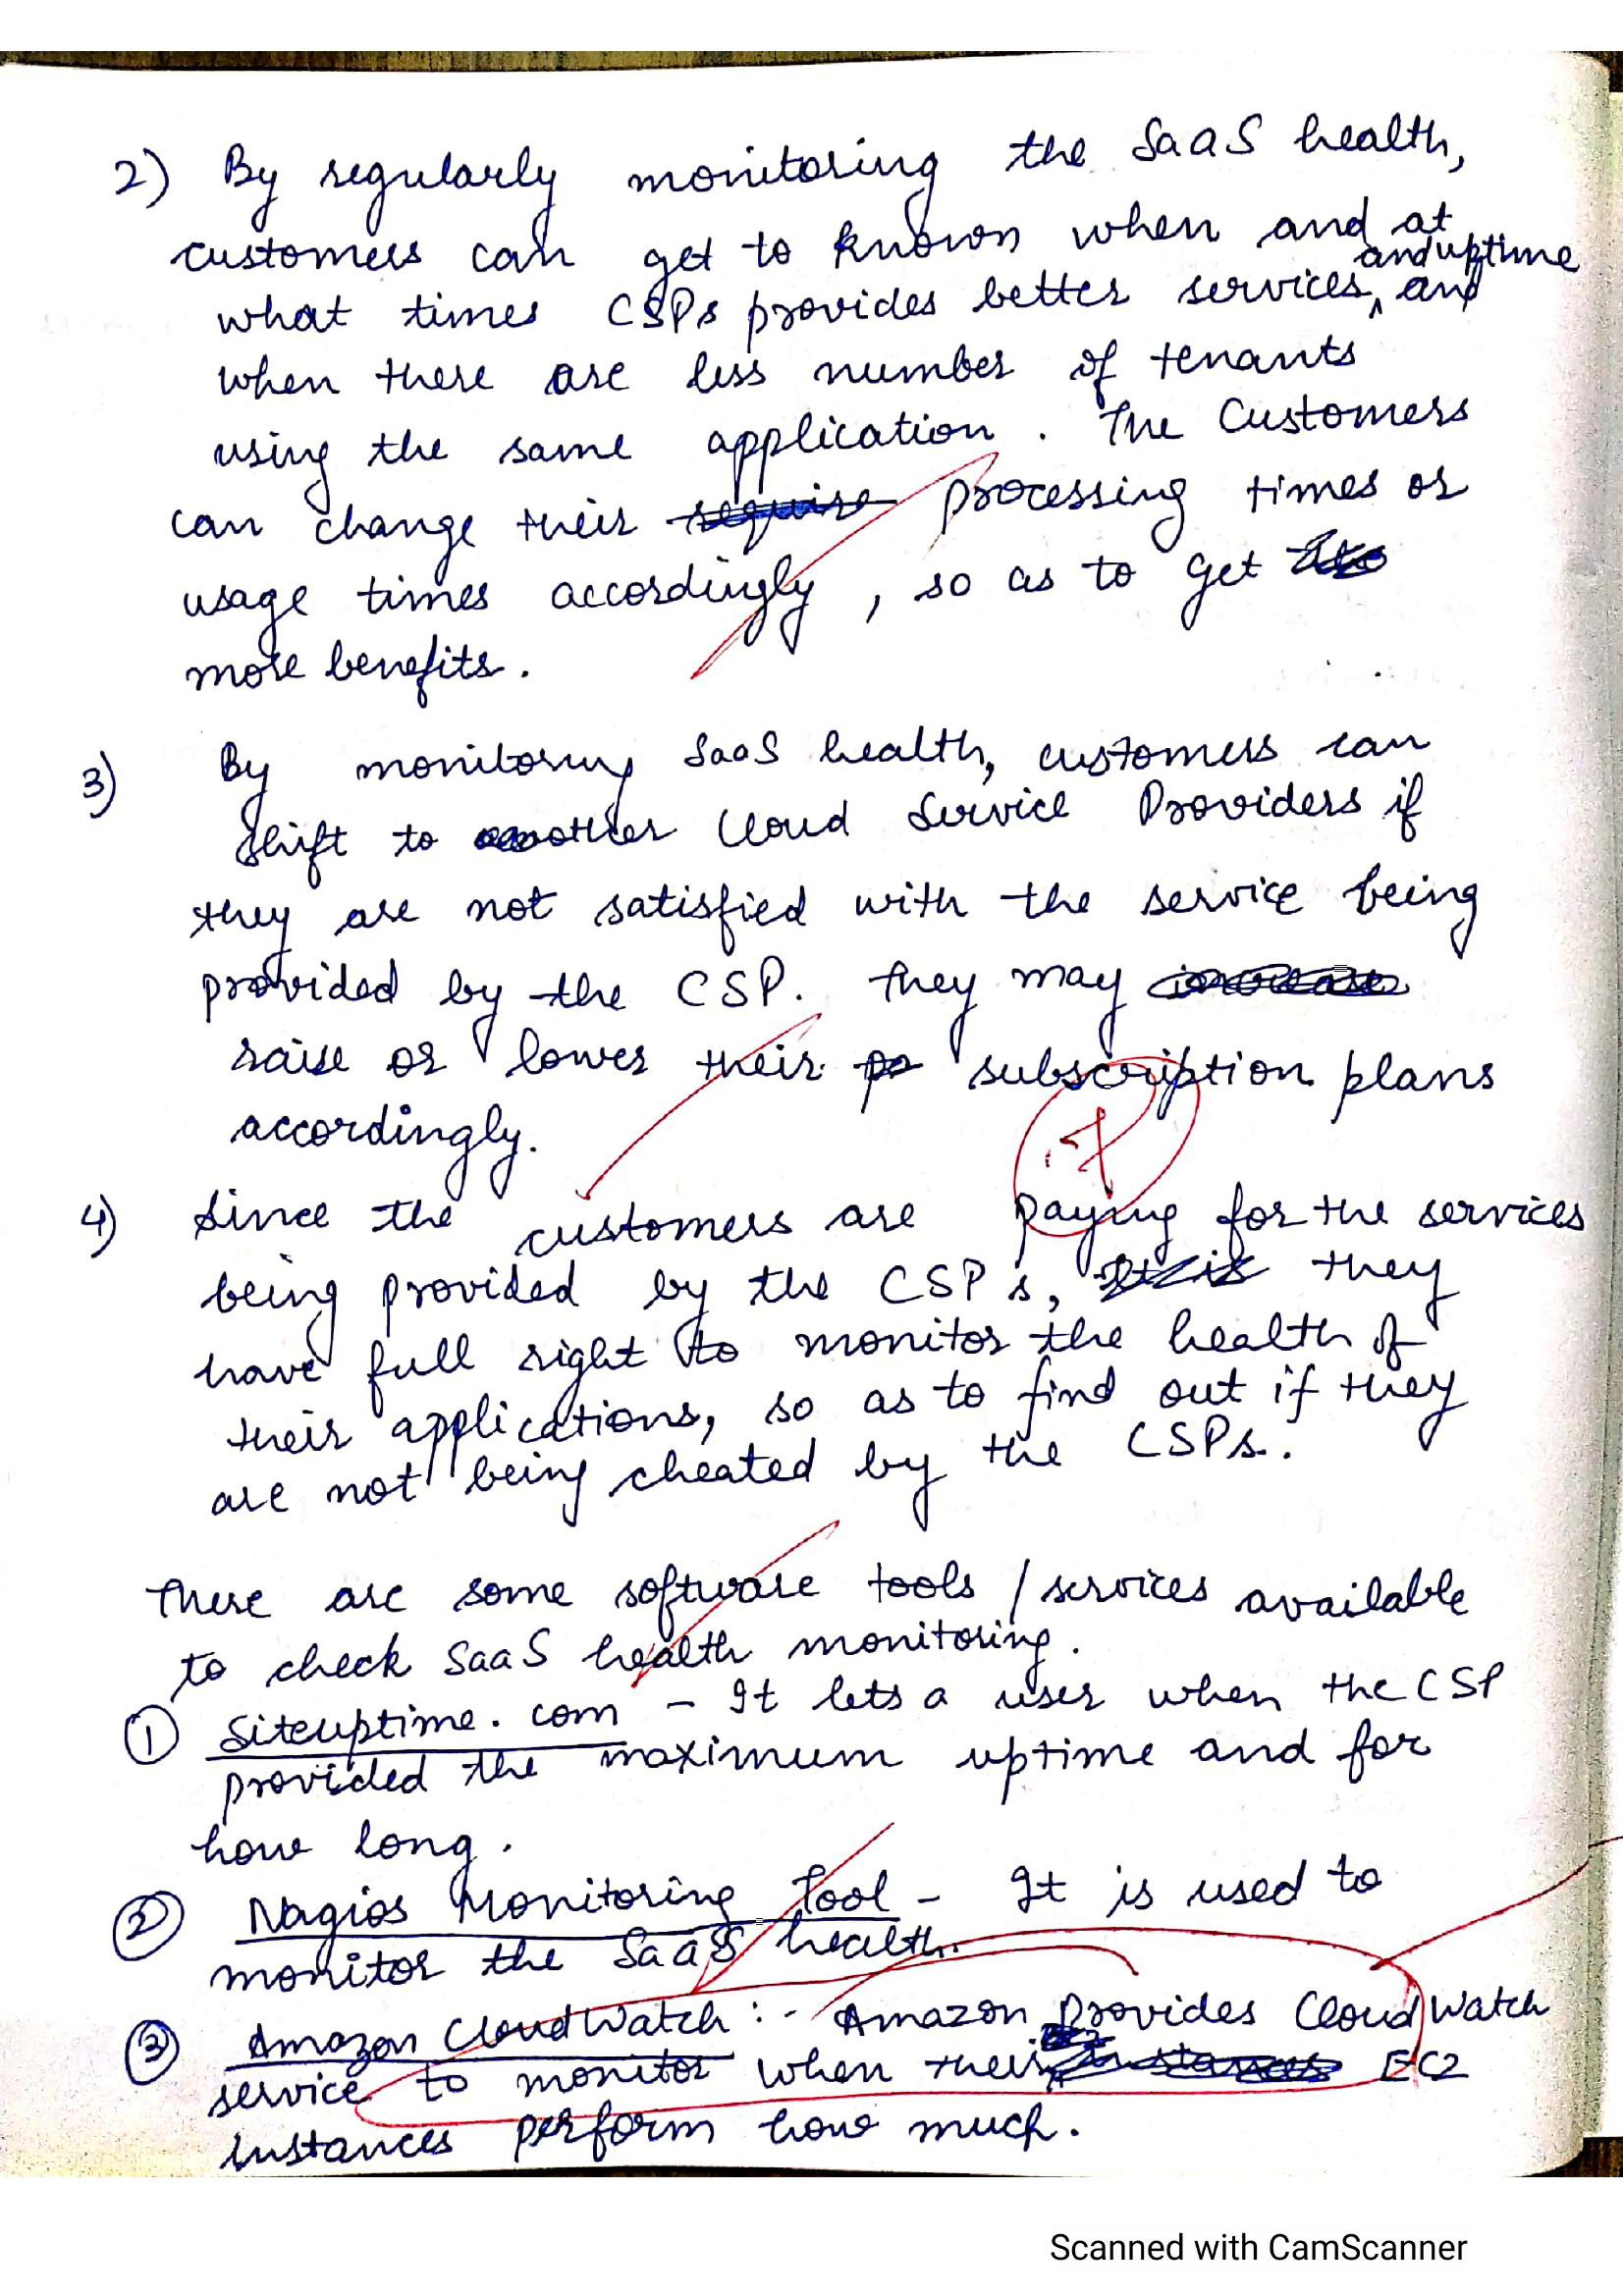 2) By regularly monitoring the SaaS health,
customers can get to known when and at
and uptime
what times CSPs provides better services, and
when there are less number of tenants
using the same application. The Customers
can change their require processing times or
usage times accordingly, so as to get
more benefits.
3) By monitoring SaaS health, customers can
shift to another Cloud Service Providers if
they are not satisfied with the service being
provided by the CSP. They may increase
raise or lower their po subscription plans
accordingly.
4) Since the customers are paying for the services
being provided by the CSPs, It is they
have full right to monitor the health of
their applications, so as to find out if they
are not being cheated by the CSPs.
There are some software tools / services available
to check SaaS health monitoring.
① Siteuptime.com - It lets a user when the CSP
provided the maximum uptime and for
how long.
② Nagios Monitoring Tool - It is used to
monitor the SaaS health.
③ Amazon CloudWatch :- Amazon Provides CloudWatch
service to monitor when their instances EC2
instances perform how much.
Scanned with CamScanner